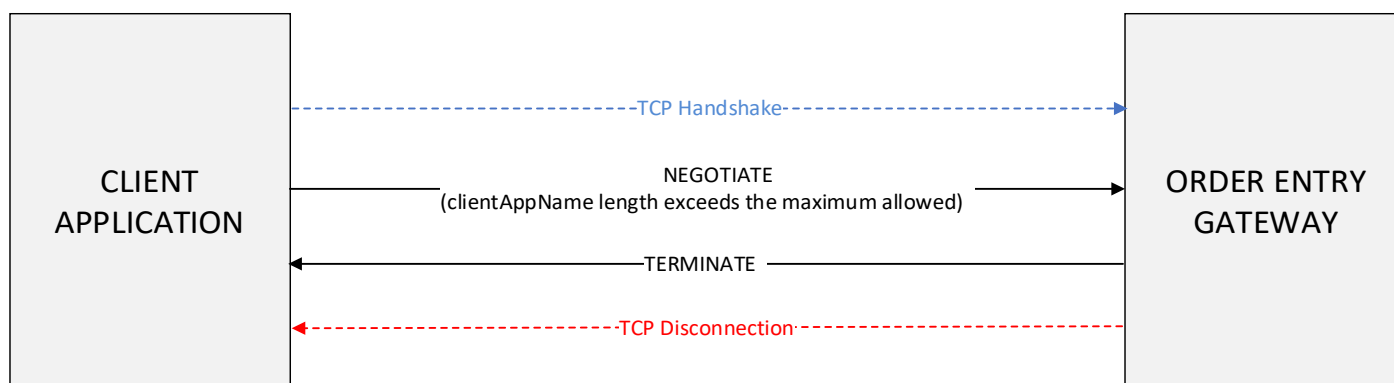 TCP Handshake
CLIENT
APPLICATION
NEGOTIATE
(clientAppName length exceeds the maximum allowed)
ORDER ENTRY
GATEWAY
TERMINATE
TCP Disconnection